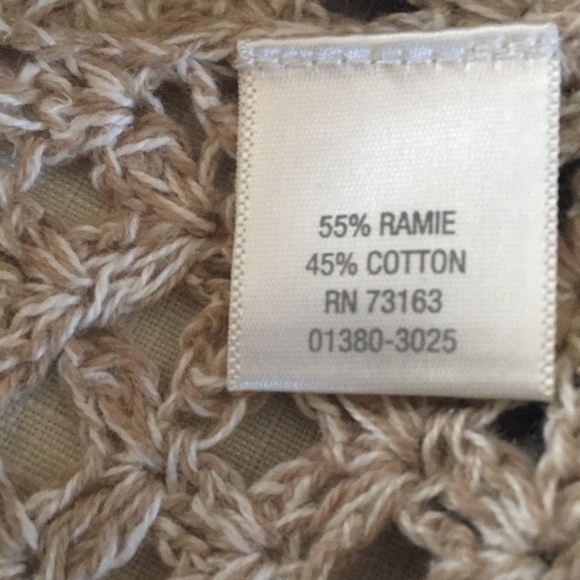 55% RAMIE
45% COTTON
RN 73163
01380-3025